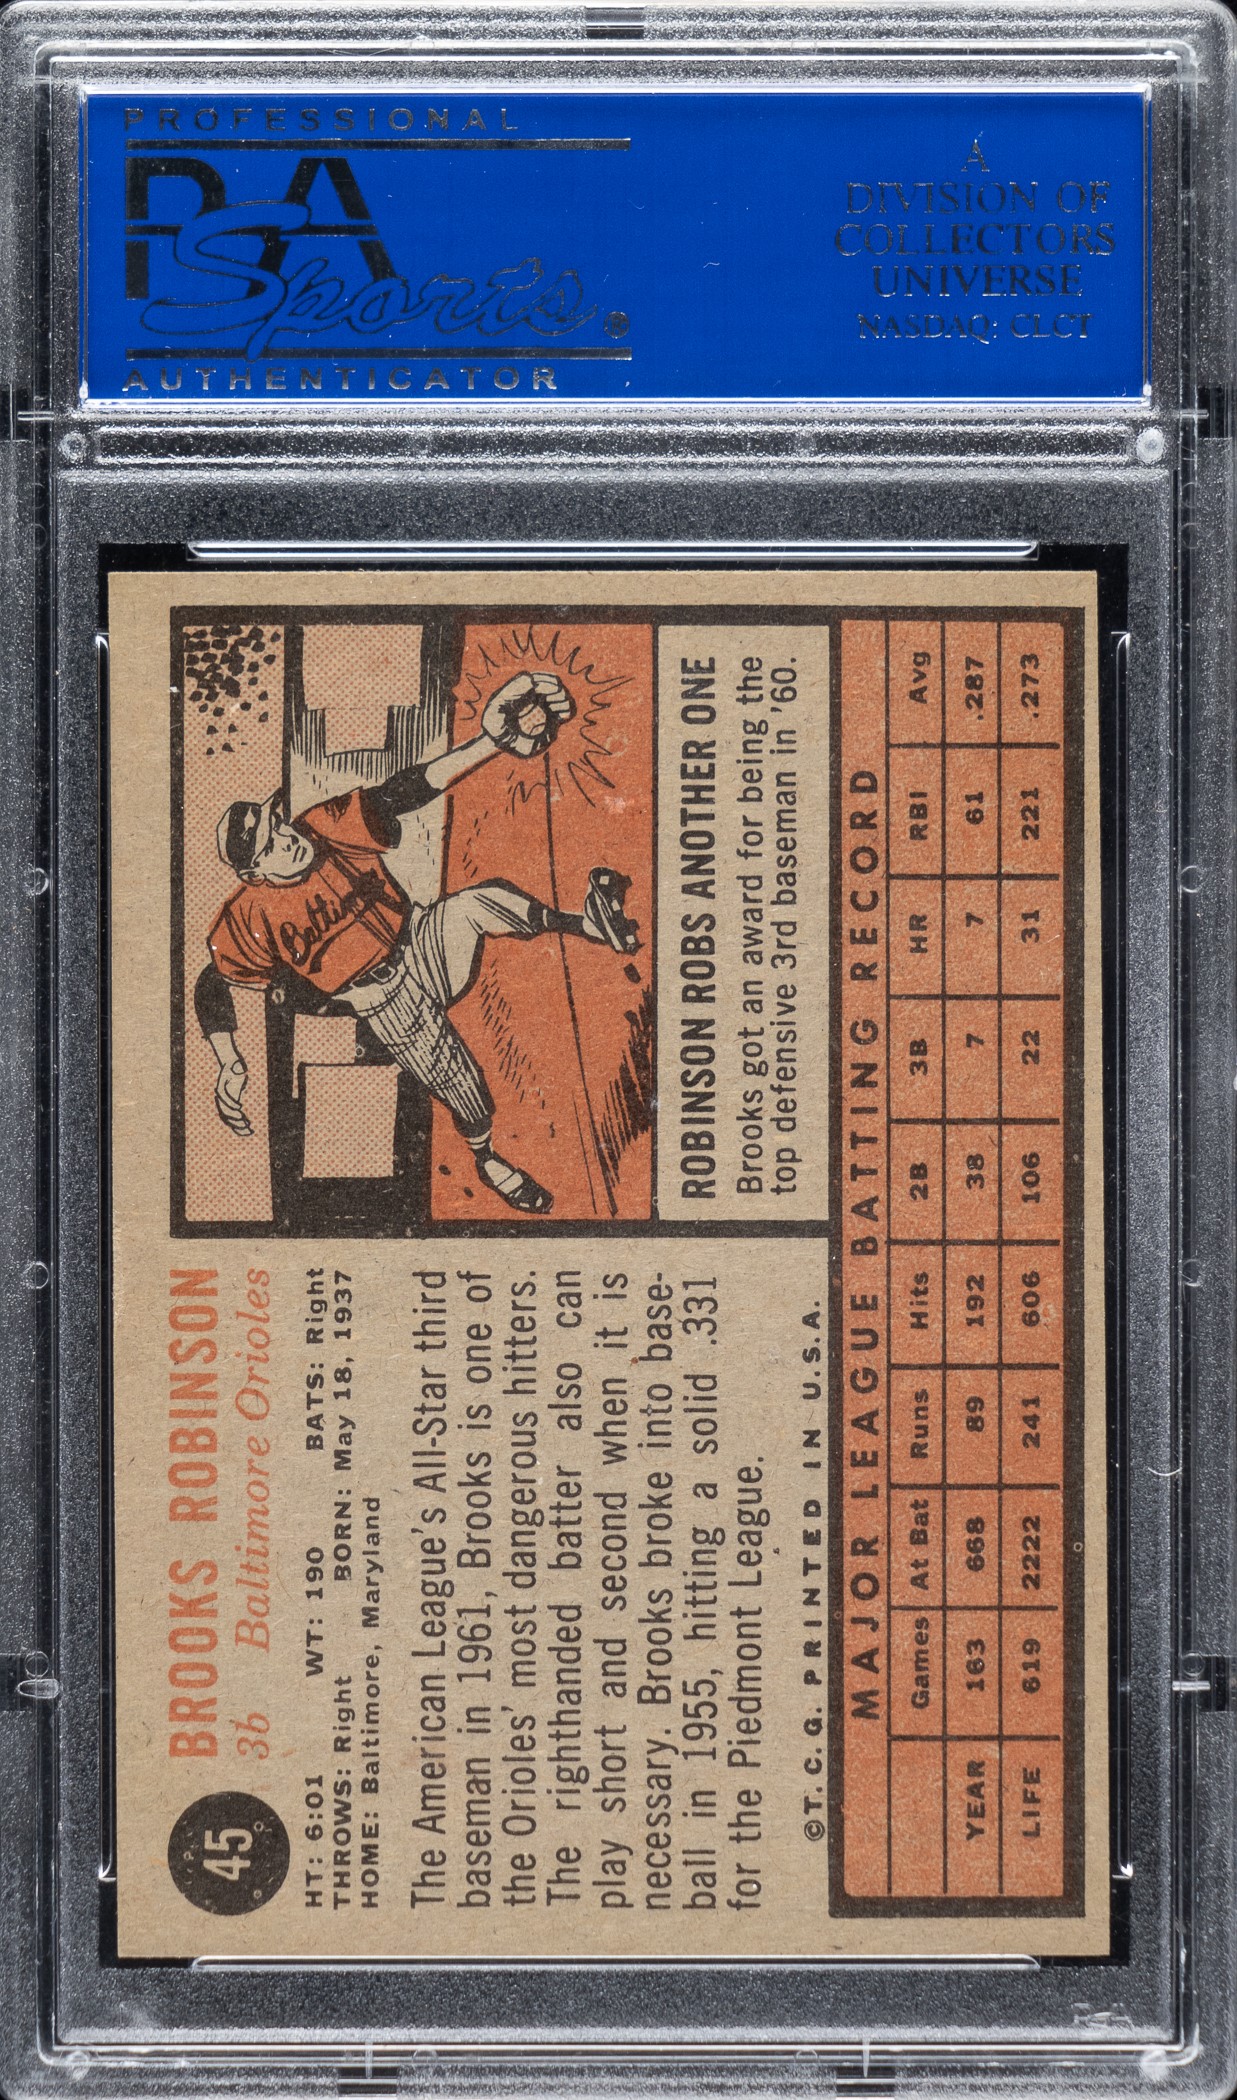 PROFESSIONAL
PSA
Sports®
AUTHENTICATOR
A
DIVISION OF
COLLECTORS
UNIVERSE
NASDAQ: CLCT
45
BROOKS ROBINSON
3b Baltimore Orioles
HT: 6:01 WT: 190 BATS: Right
THROWS: Right BORN: May 18, 1937
HOME: Baltimore, Maryland
The American League's All-Star third
baseman in 1961, Brooks is one of
the Orioles' most dangerous hitters.
The righthanded batter also can
play short and second when it is
necessary. Brooks broke into base-
ball in 1955, hitting a solid .331
for the Piedmont League.
©T. C. G. PRINTED IN U.S.A.
ROBINSON ROBS ANOTHER ONE
Brooks got an award for being the
top defensive 3rd baseman in '60.
MAJOR LEAGUE BATTING RECORD
Games At Bat Runs Hits 2B 3B HR RBI Avg
YEAR 163 668 89 192 38 7 7 61 .287
LIFE 619 2222 241 606 106 22 31 221 .273